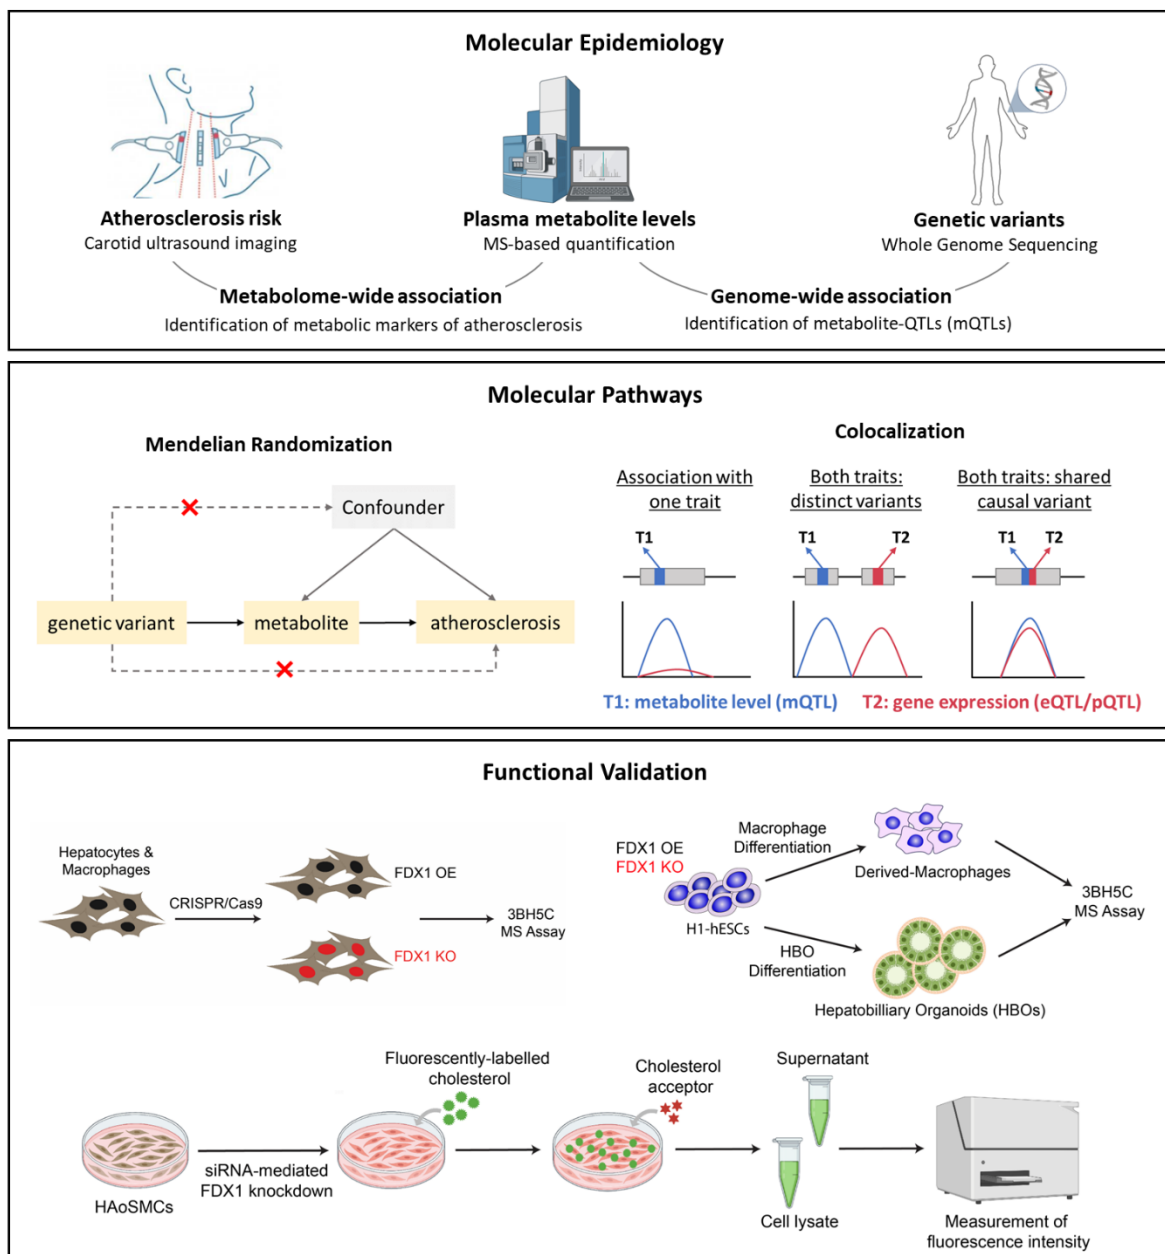 Molecular Epidemiology
Atherosclerosis risk
Carotid ultrasound imaging
Plasma metabolite levels
MS-based quantification
Genetic variants
Whole Genome Sequencing
Metabolome-wide association
Identification of metabolic markers of atherosclerosis
Genome-wide association
Identification of metabolite-QTLs (mQTLs)
Molecular Pathways
Mendelian Randomization
Confounder
genetic variant
metabolite
atherosclerosis
Colocalization
Association with
one trait
Both traits:
distinct variants
Both traits: shared
causal variant
T1
T1
T2
T1
T2
T1: metabolite level (mQTL)
T2: gene expression (eQTL/pQTL)
Functional Validation
Hepatocytes &
Macrophages
CRISPR/Cas9
FDX1 OE
FDX1 KO
3BH5C
MS Assay
FDX1 OE
FDX1 KO
H1-hESCs
Macrophage
Differentiation
Derived-Macrophages
HBO
Differentiation
Hepatobilliary Organoids (HBOs)
3BH5C
MS Assay
HAoSMCs
siRNA-mediated
FDX1 knockdown
Fluorescently-labelled
cholesterol
Cholesterol
acceptor
Supernatant
Cell lysate
Measurement of
fluorescence intensity